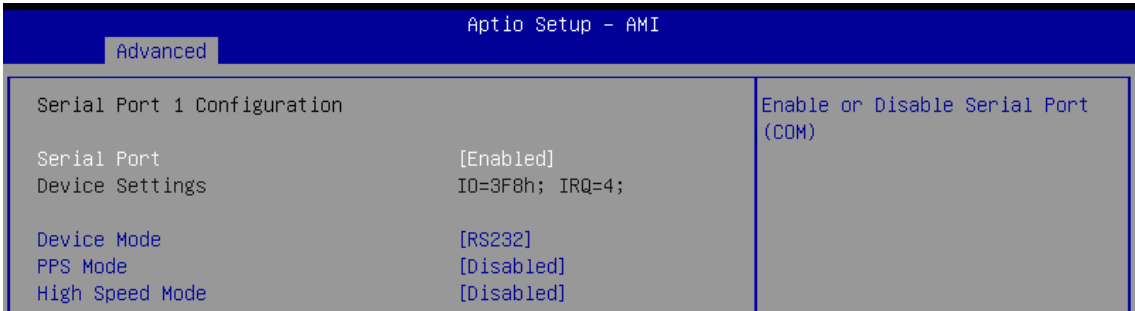 Aptio Setup – AMI
Advanced
Serial Port 1 Configuration
Enable or Disable Serial Port
(COM)
Serial Port [Enabled]
Device Settings IO=3F8h; IRQ=4;
Device Mode [RS232]
PPS Mode [Disabled]
High Speed Mode [Disabled]